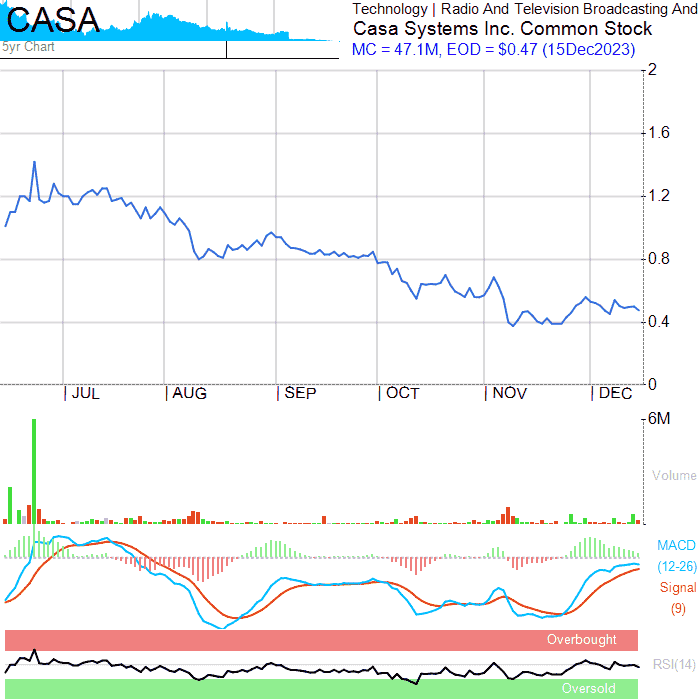 CASA
5yr Chart
Technology | Radio And Television Broadcasting And
Casa Systems Inc. Common Stock
MC = 47.1M, EOD = $0.47 (15Dec2023)
2
1.6
1.2
0.8
0.4
0
| JUL | AUG | SEP | OCT | NOV | DEC
6M
Volume
MACD
(12-26)
Signal
(9)
Overbought
RSI(14)
Oversold